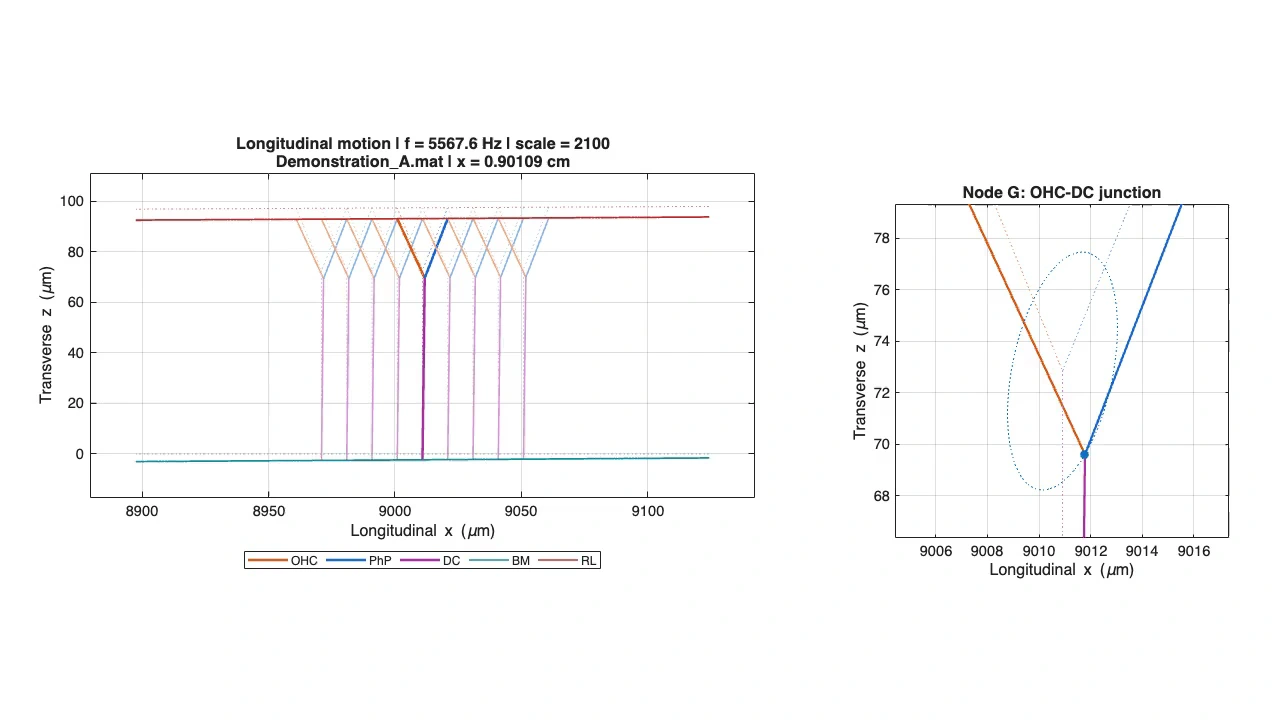 Longitudinal motion | f = 5567.6 Hz | scale = 2100
Demonstration_A.mat | x = 0.90109 cm
Transverse z (μm)
100
80
60
40
20
0
8900 8950 9000 9050 9100
Longitudinal x (μm)
OHC PhP DC BM RL
Node G: OHC-DC junction
Transverse z (μm)
78
76
74
72
70
68
9006 9008 9010 9012 9014 9016
Longitudinal x (μm)